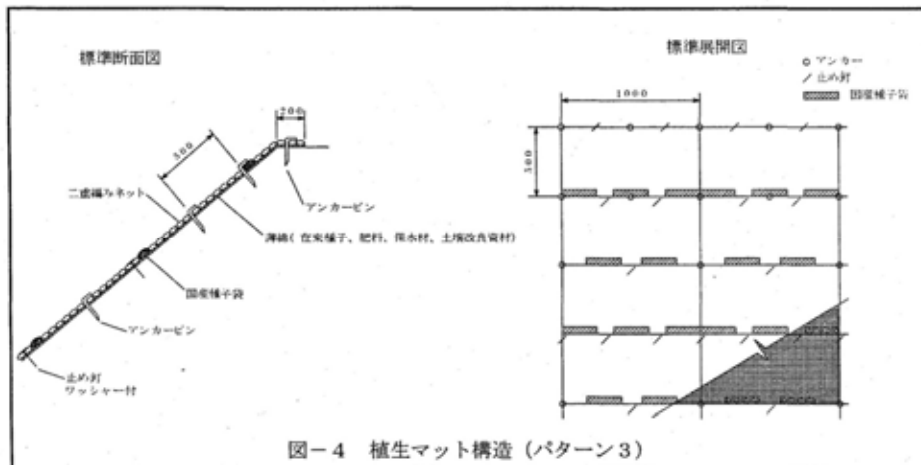 標準断面図
200
500
二重編みネット
アンカーピン
薄綿(在来種子、肥料、保水材、土壌改良資材)
国産種子袋
アンカーピン
止め釘
ワッシャー付
標準展開図
アンカー
止め釘
国産種子袋
1000
500
図-4 植生マット構造(パターン3)